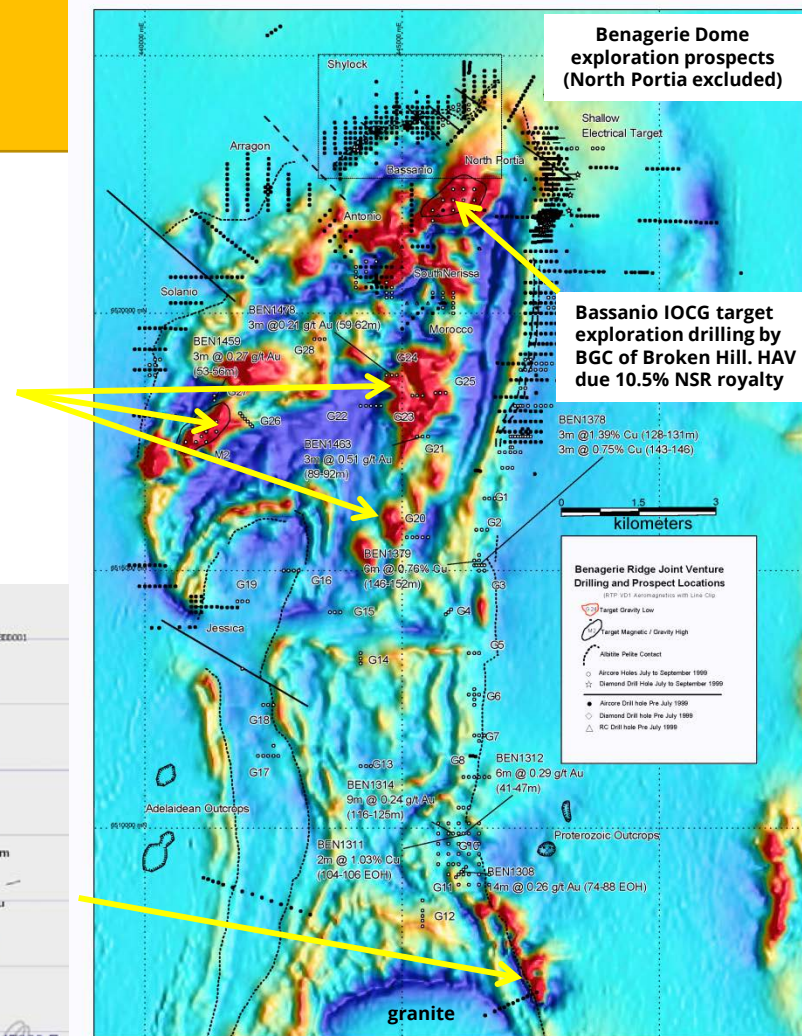 Benagerie Dome
exploration prospects
(North Portia excluded)
Shylock
Shallow
Electrical Target
Arragon
Bassanio
North Portia
Antonio
SouthNerissa
Solanio
Bassanio IOCG target
exploration drilling by
BGC of Broken Hill. HAV
due 10.5% NSR royalty
3m @0.21 g/t Au (59-62m)
Morocco
BEN1459
3m @ 0.27 g/t Au
(53-56m)
G28
G24
G25
G26
G22
G23
BEN1378
3m @1.39% Cu (128-131m)
3m @ 0.75% Cu (143-146)
BEN1463
3m @ 0.51 g/t Au
(89-92m)
G21
M2
G1
0 1.5 3
kilometers
G20
G2
BEN1379
6m @ 0.76% Cu
(146-152m)
Benagerie Ridge Joint Venture
Drilling and Prospect Locations
Target Gravity Low
Target Magnetic / Gravity High
Albitite Pelite Contact
Aircore Holes July to September 1999
Diamond Drill Hole July to September 1999
Aircore Drill hole Pre July 1999
Diamond Drill hole Pre July 1999
RC Drill hole Pre July 1999
G19
G16
G3
G15
G4
Jessica
G14
G5
G6
G18
G7
G17
G13
G8
BEN1312
6m @ 0.29 g/t Au
(41-47m)
BEN1314
9m @ 0.24 g/t Au
(116-125m)
Adelaidean Outcrops
Proterozoic Outcrops
BEN1311
2m @ 1.03% Cu
(104-106 EOH)
BEN1308
14m @ 0.26 g/t Au (74-88 EOH)
G11
G12
granite